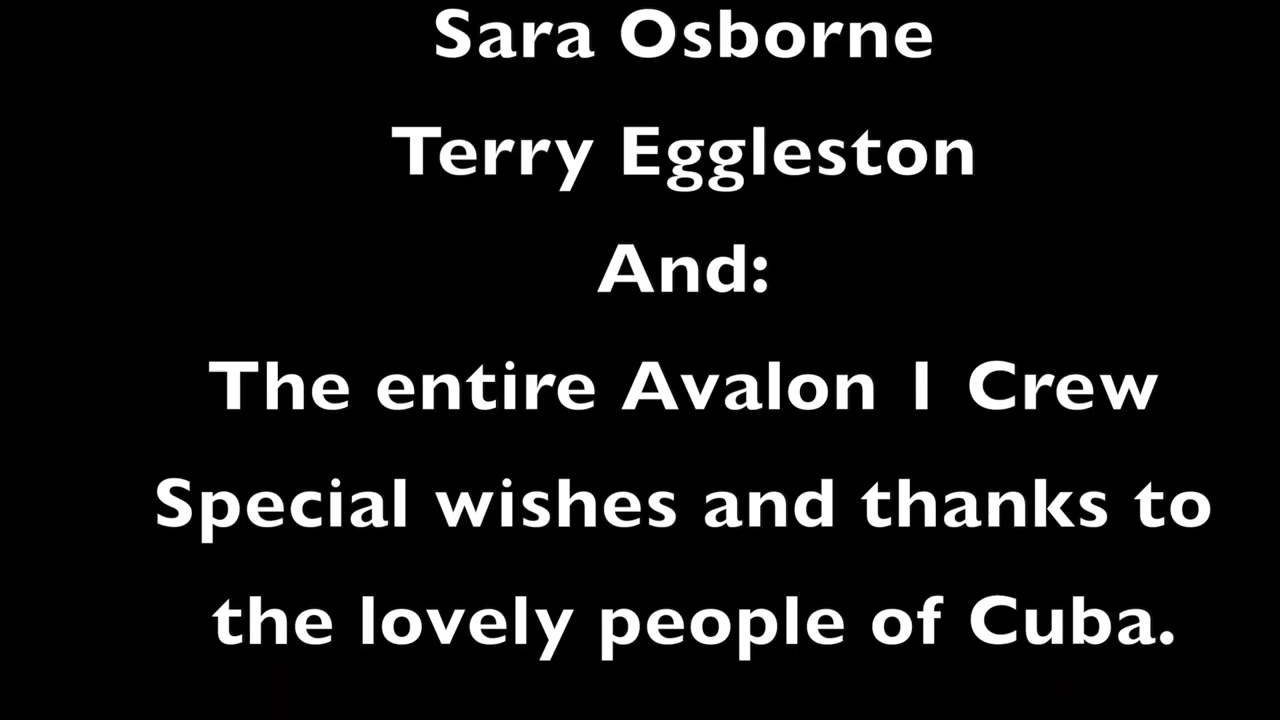 Sara Osborne
Terry Eggleston
And:
The entire Avalon 1 Crew
Special wishes and thanks to
the lovely people of Cuba.